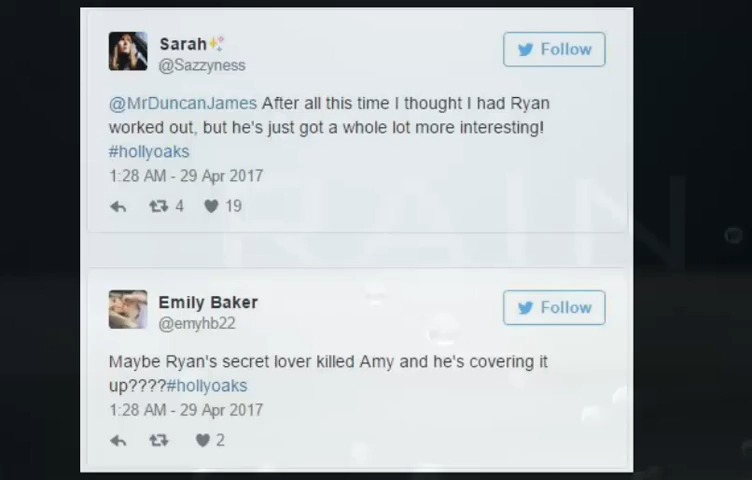 Sarah✨
@Sazzyness
Follow
@MrDuncanJames After all this time I thought I had Ryan
worked out, but he's just got a whole lot more interesting!
#hollyoaks
1:28 AM - 29 Apr 2017
4 19
RAIN
Emily Baker
@emyhb22
Follow
Maybe Ryan's secret lover killed Amy and he's covering it
up????#hollyoaks
1:28 AM - 29 Apr 2017
2